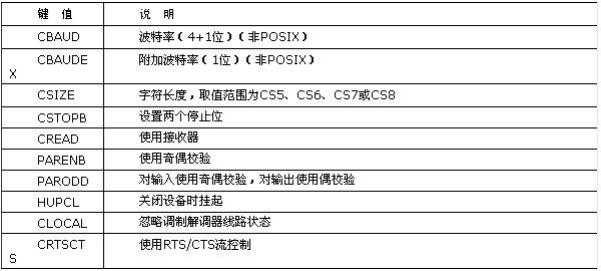 键 值 说 明
CBAUD 波特率(4+1位)(非POSIX)
CBAUDE 附加波特率(1位)(非POSIX)
X
CSIZE 字符长度，取值范围为CS5、CS6、CS7或CS8
CSTOPB 设置两个停止位
CREAD 使用接收器
PARENB 使用奇偶校验
PARODD 对输入使用奇偶校验，对输出使用偶校验
HUPCL 关闭设备时挂起
CLOCAL 忽略调制解调器线路状态
CRTSCT 使用RTS/CTS流控制
S